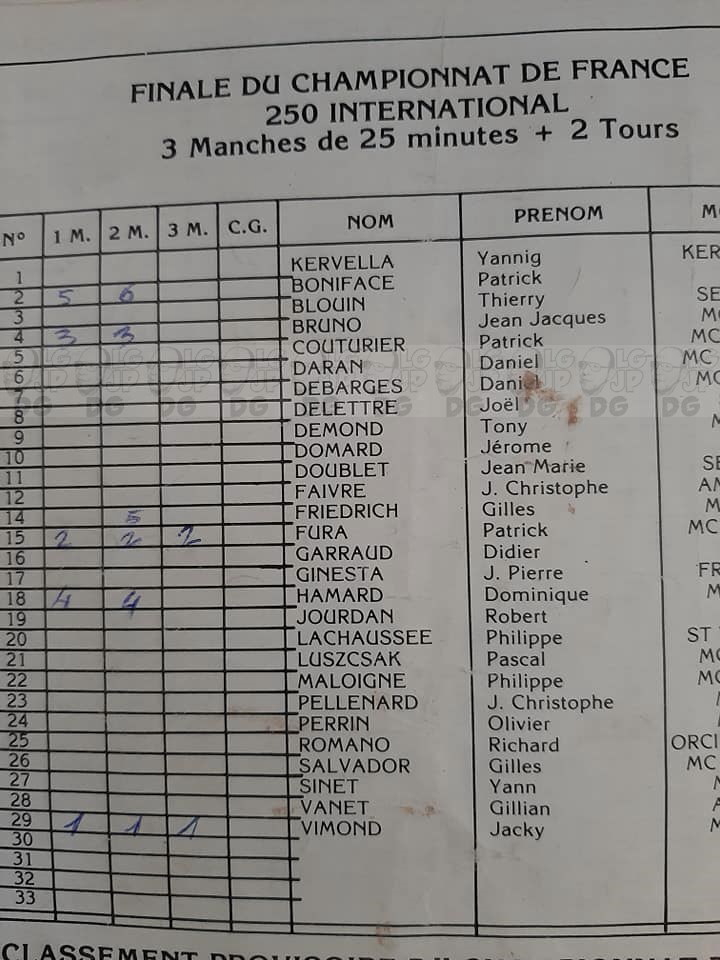 FINALE DU CHAMPIONNAT DE FRANCE
250 INTERNATIONAL
3 Manches de 25 minutes + 2 Tours
N° 1 M. 2 M. 3 M. C.G. NOM PRENOM
1 KERVELLA Yannig KER
2 5 6 BONIFACE Patrick
3 BLOUIN Thierry SE
4 3 3 BRUNO Jean Jacques
5 COUTURIER Patrick MC
6 DARAN Daniel MC
7 DEBARGES
8 DELETTRE Joël
9 DEMOND Tony
10 DOMARD Jérome
11 DOUBLET Jean Marie SE
12 FAIVRE J. Christophe
14 5 FRIEDRICH Gilles
15 2 2 2 FURA Patrick MC
16 GARRAUD Didier
17 GINESTA J. Pierre FR
18 4 4 HAMARD Dominique
19 JOURDAN Robert
20 LACHAUSSEE Philippe ST
21 LUSZCSAK Pascal
22 MALOIGNE Philippe
23 PELLENARD J. Christophe
24 PERRIN Olivier
25 ROMANO Richard ORCI
26 SALVADOR Gilles MC
27 SINET Yann
28 VANET Gillian
29 1 1 1 VIMOND Jacky
30
31
32
33
CLASSEMENT PROVISOIRE DU